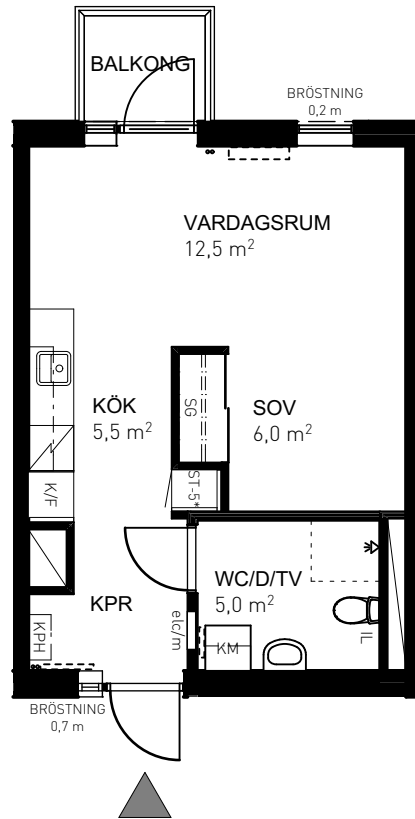 BALKONG
BRÖSTNING
0,2 m
VARDAGSRUM
12,5 m²
KÖK
5,5 m²
SG
SOV
6,0 m²
K/F
ST-5*
WC/D/TV
5,0 m²
KPR
KPH
elc/m
KM
IL
BRÖSTNING
0,7 m